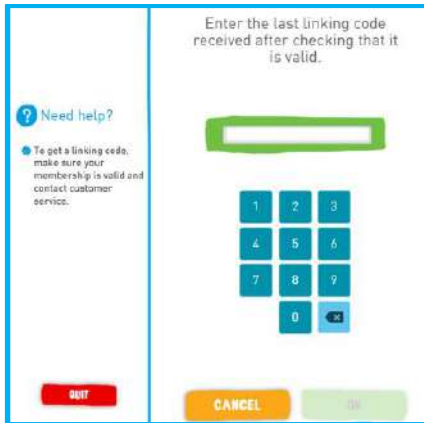 Enter the last linking code
received after checking that it
is valid.
? Need help?
To get a linking code,
make sure your
membership is valid and
contact customer
service.
1 2 3
4 5 6
7 8 9
0
QUIT
CANCEL
OK